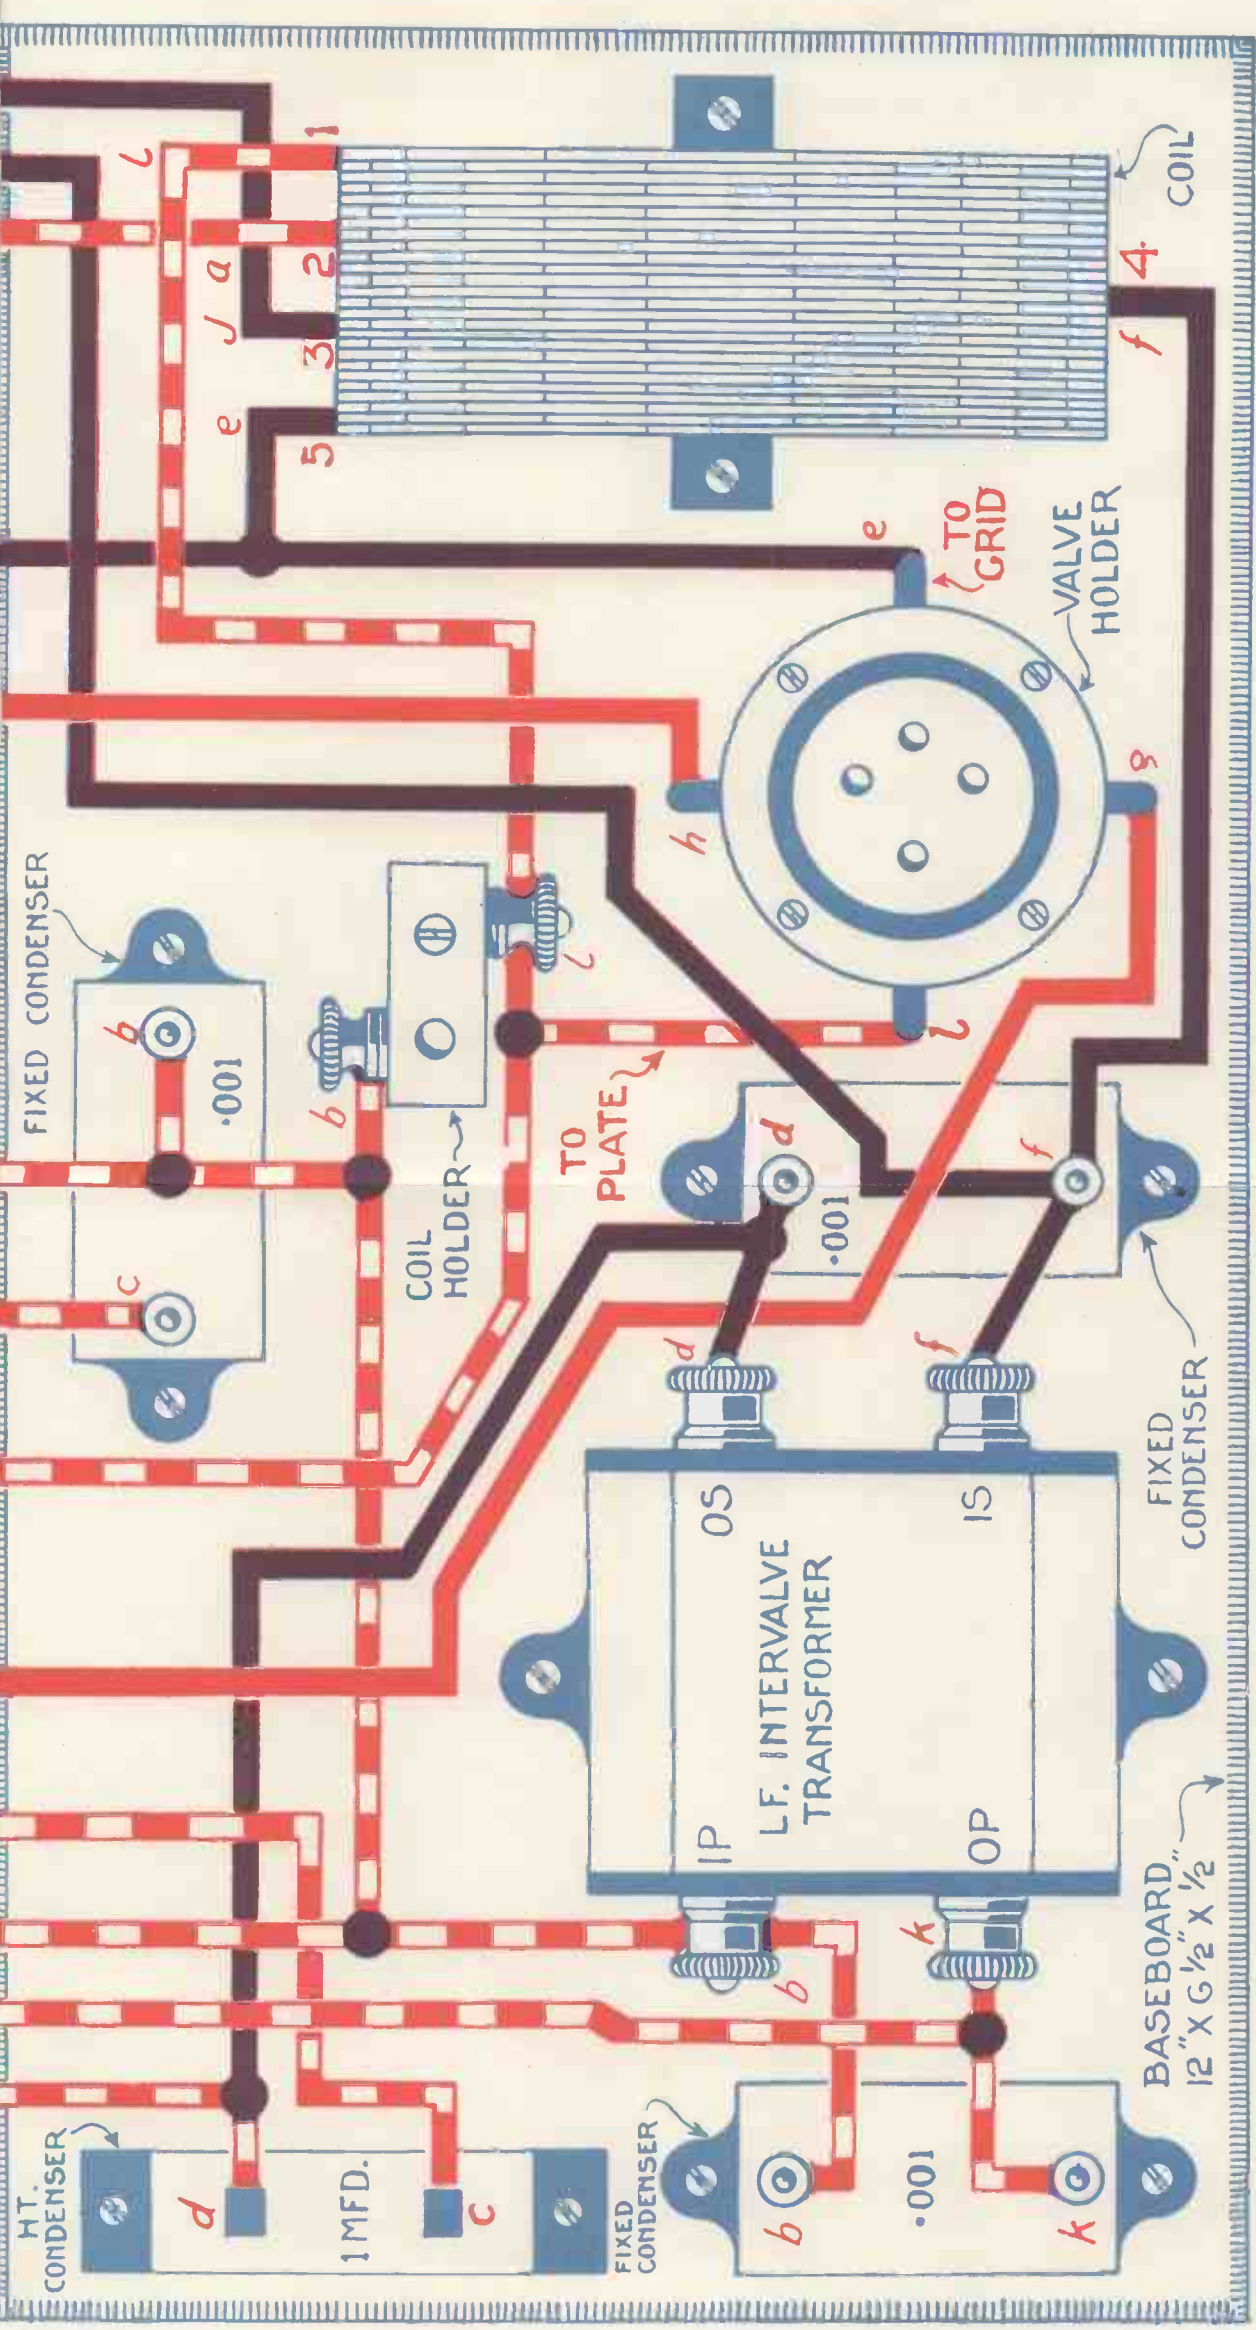 HT.
CONDENSER
d
1 MFD.
c
FIXED
CONDENSER
b
·001
k
BASEBOARD
12" X 6½" X ½"
b
k
IP
OP
LF. INTERVALVE
TRANSFORMER
OS
IS
d
f
FIXED
CONDENSER
d
·001
f
FIXED CONDENSER
c
b
·001
COIL
HOLDER
b
l
TO
PLATE
l
h
g
e
TO
GRID
VALVE
HOLDER
e
J
a
l
5
3
2
1
f
4
COIL